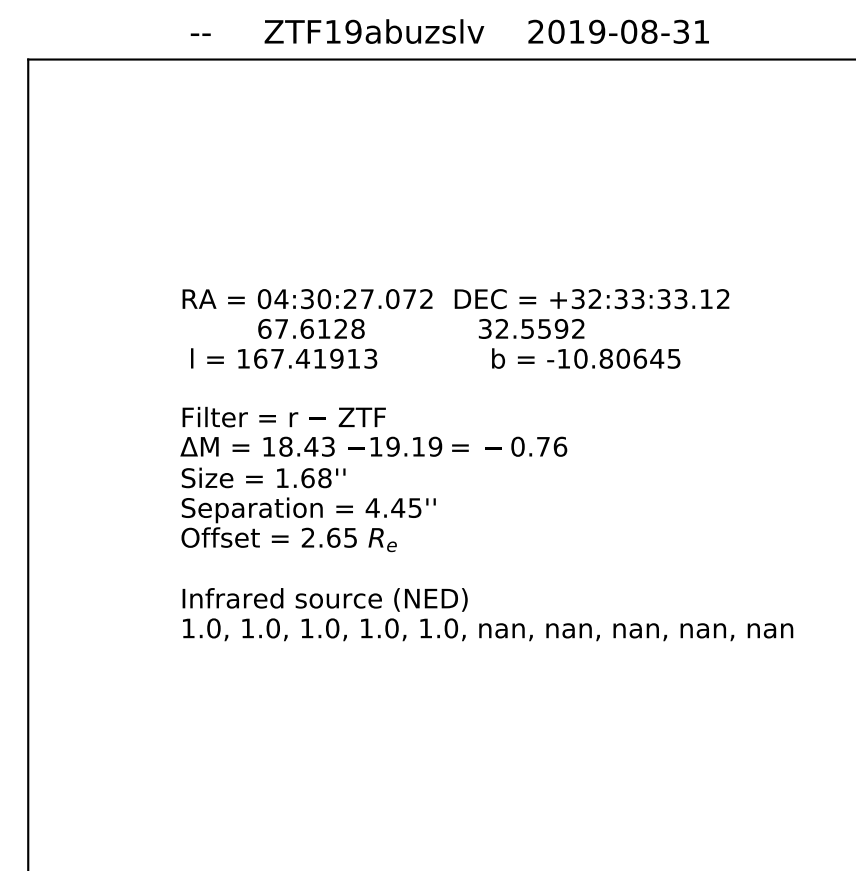 -- ZTF19abuzslv 2019-08-31
RA = 04:30:27.072 DEC = +32:33:33.12
67.6128 32.5592
l = 167.41913 b = -10.80645
Filter = r − ZTF
ΔM = 18.43 −19.19 = −0.76
Size = 1.68''
Separation = 4.45''
Offset = 2.65 Rₑ
Infrared source (NED)
1.0, 1.0, 1.0, 1.0, 1.0, nan, nan, nan, nan, nan